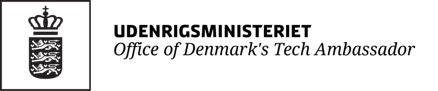 UDENRIGSMINISTERIET
Office of Denmark's Tech Ambassador